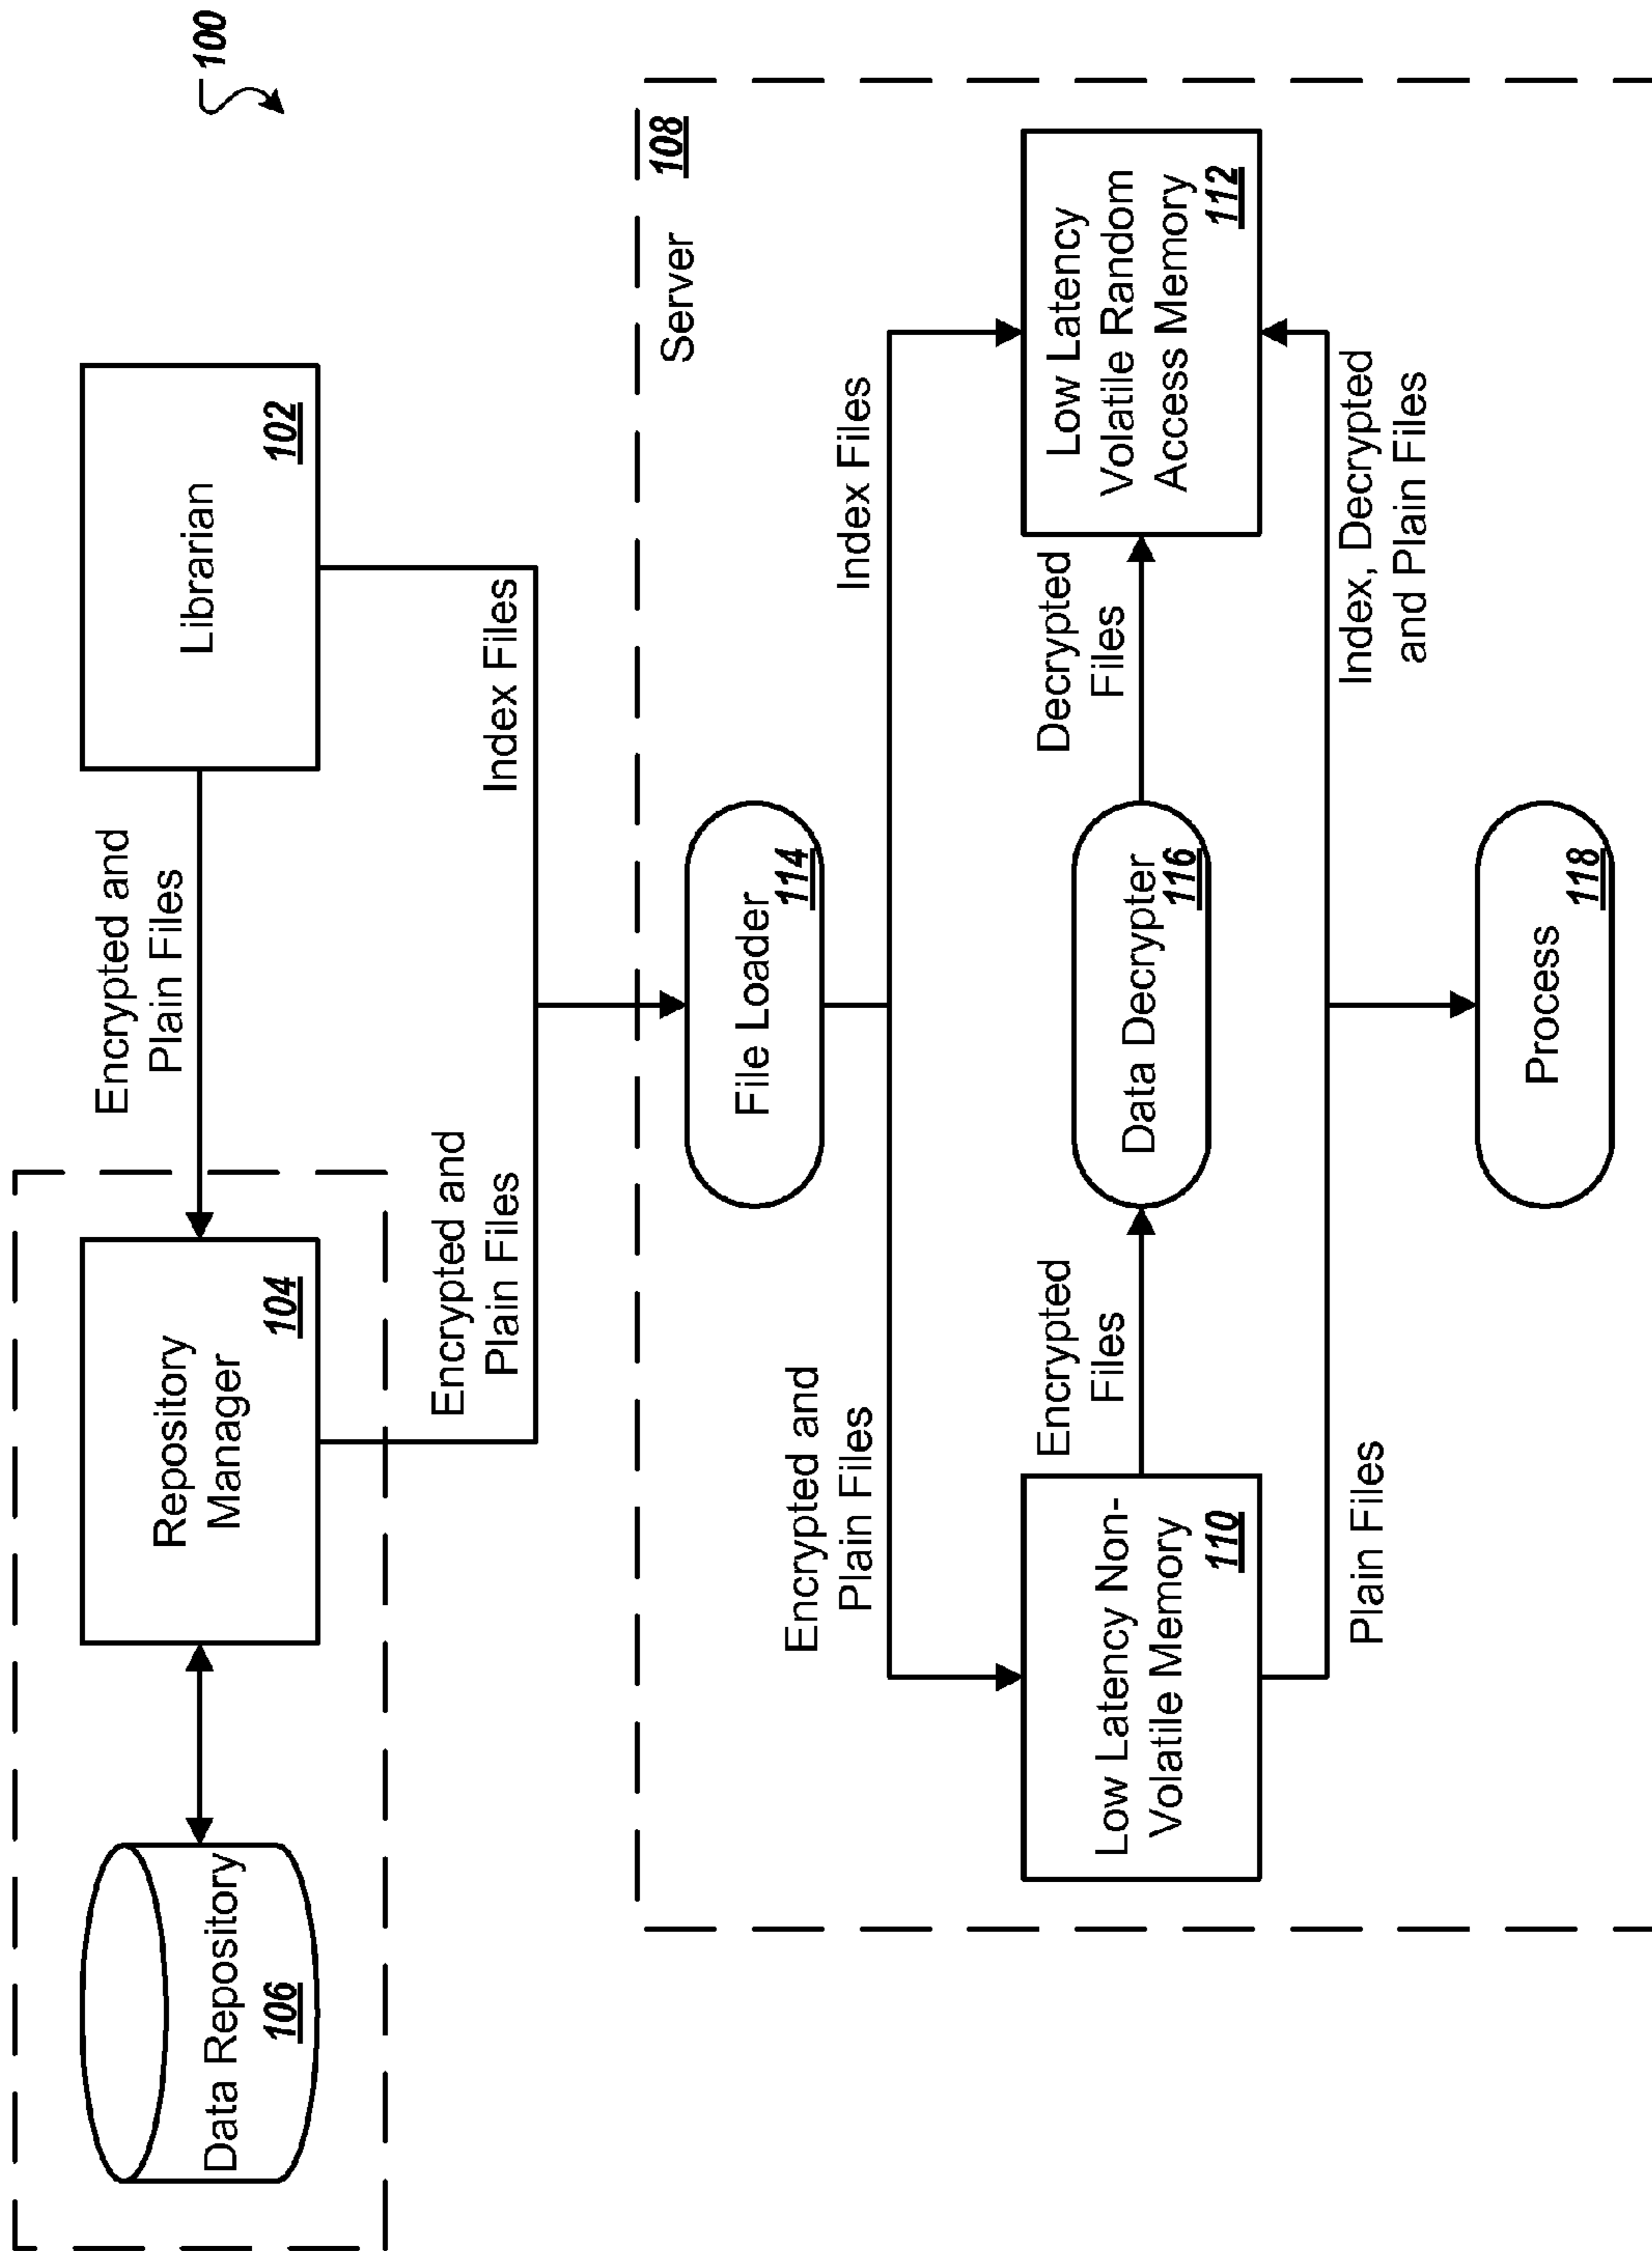 100
Data Repository
106
Repository
Manager
104
Encrypted and
Plain Files
Librarian
102
Encrypted and
Plain Files
Index Files
Server
108
File Loader
114
Encrypted and
Plain Files
Index Files
Low Latency Non-
Volatile Memory
110
Encrypted
Files
Data Decrypter
116
Decrypted
Files
Low Latency
Volatile Random
Access Memory
112
Plain Files
Index, Decrypted
and Plain Files
Process
118